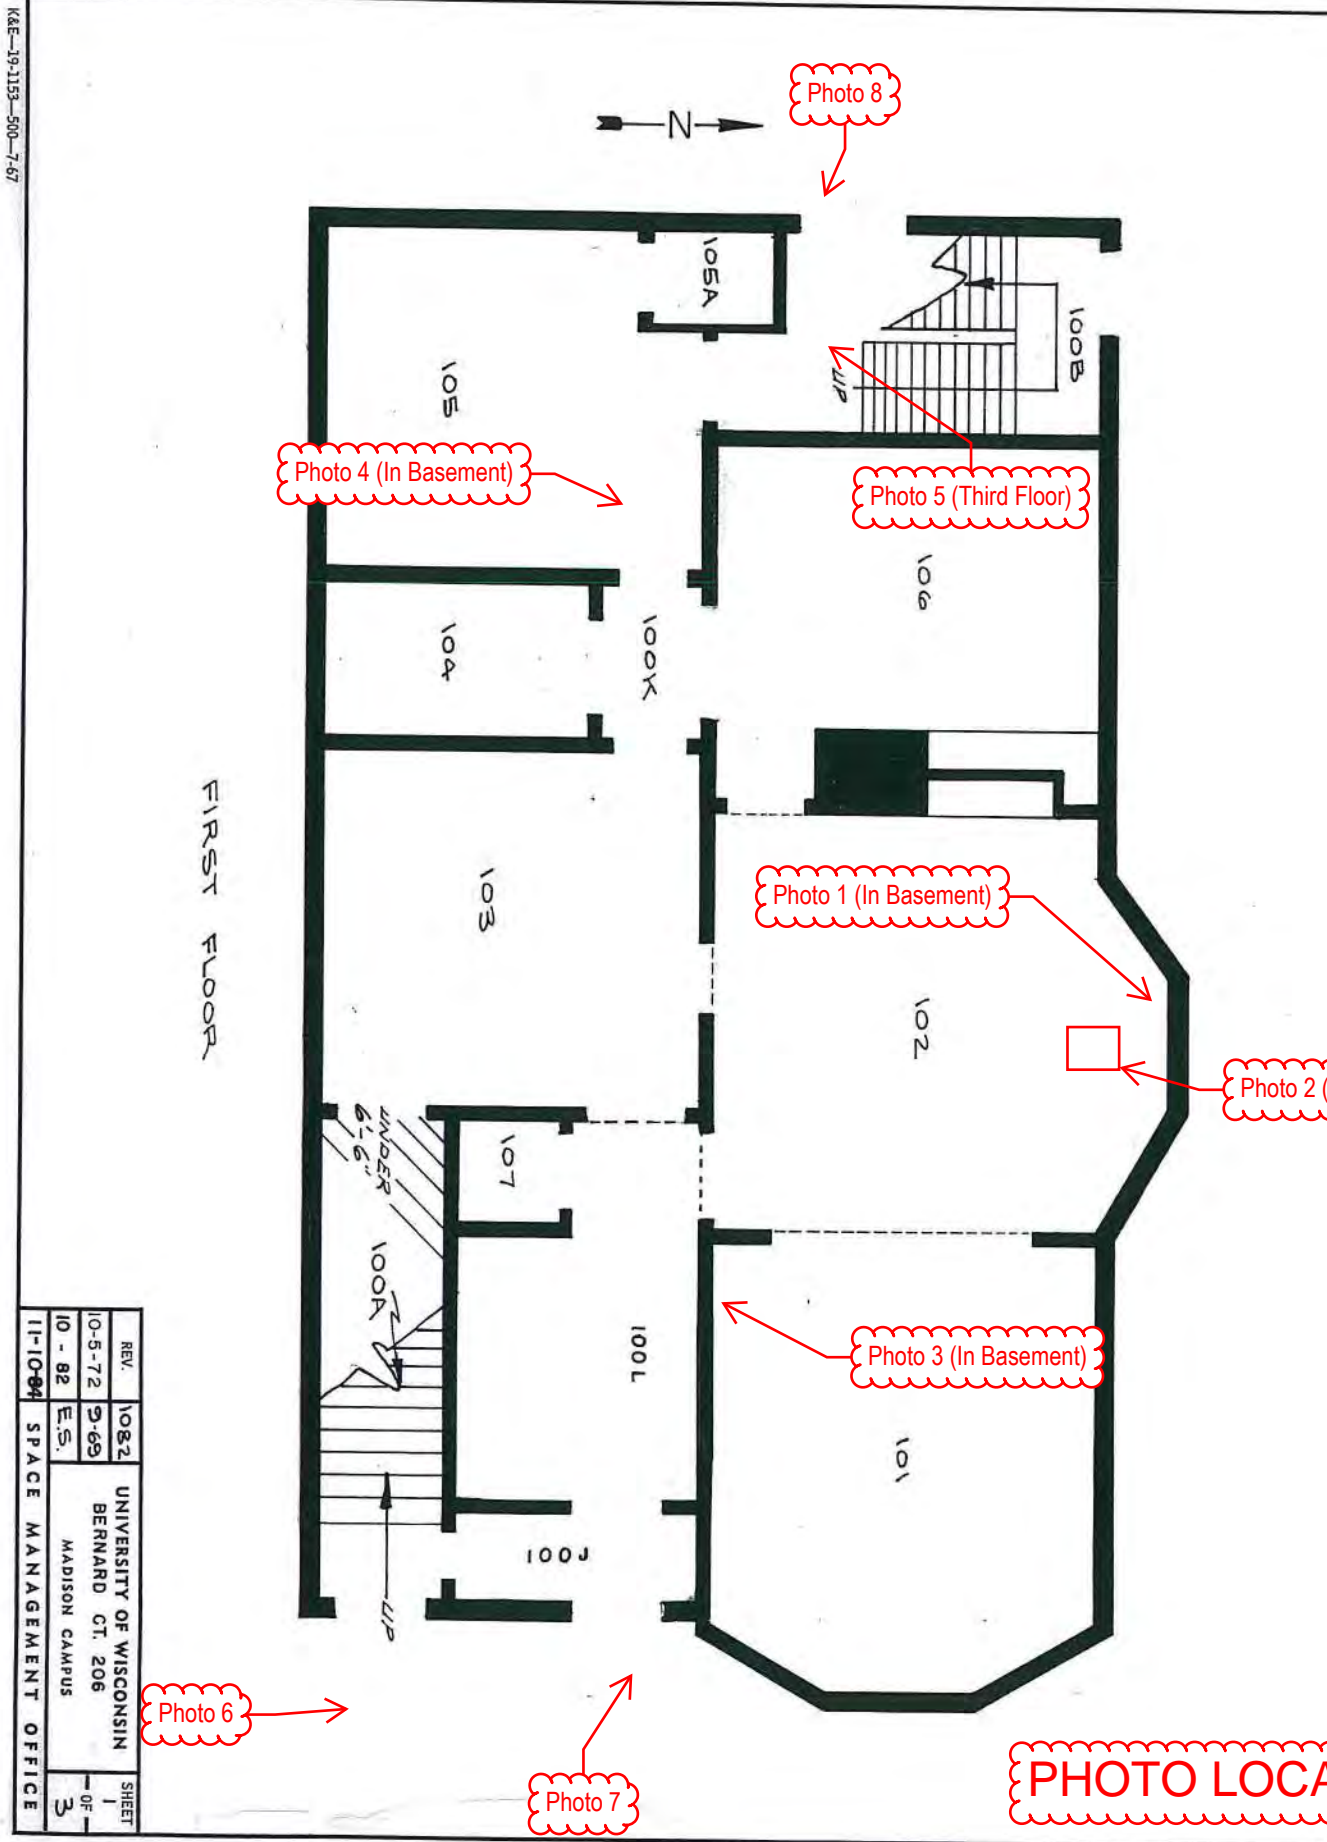 K&E—19-1153—500—7-67
Photo 8
N
105A
100B
UP
105
Photo 4 (In Basement)
Photo 5 (Third Floor)
106
104
100K
FIRST FLOOR
103
Photo 1 (In Basement)
102
Photo 2 (
UNDER
6'-6"
107
100A
100L
Photo 3 (In Basement)
101
100J
UP
Photo 6
Photo 7
PHOTO LOCA
REV. 1082
10-5-72 9-69
10 - 82 E.S.
11-10-84
UNIVERSITY OF WISCONSIN
BERNARD CT. 206
MADISON CAMPUS
SHEET
1
OF
3
SPACE MANAGEMENT OFFICE